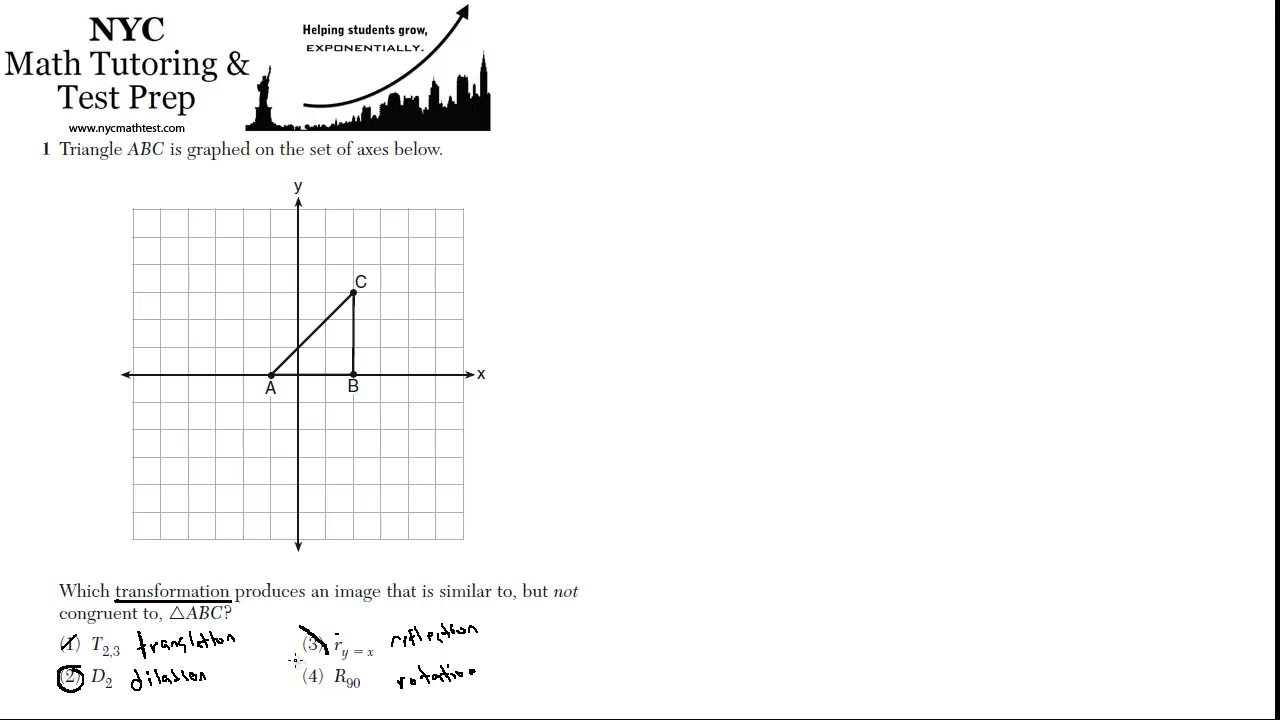 NYC
Math Tutoring &
Test Prep
www.nycmathtest.com
Helping students grow,
EXPONENTIALLY.
1 Triangle ABC is graphed on the set of axes below.
y
C
x
A
B
Which transformation produces an image that is similar to, but not
congruent to, △ABC?
(1) T2,3 translation
(3) ry = x reflection
(2) D2 dilation
(4) R90 rotation